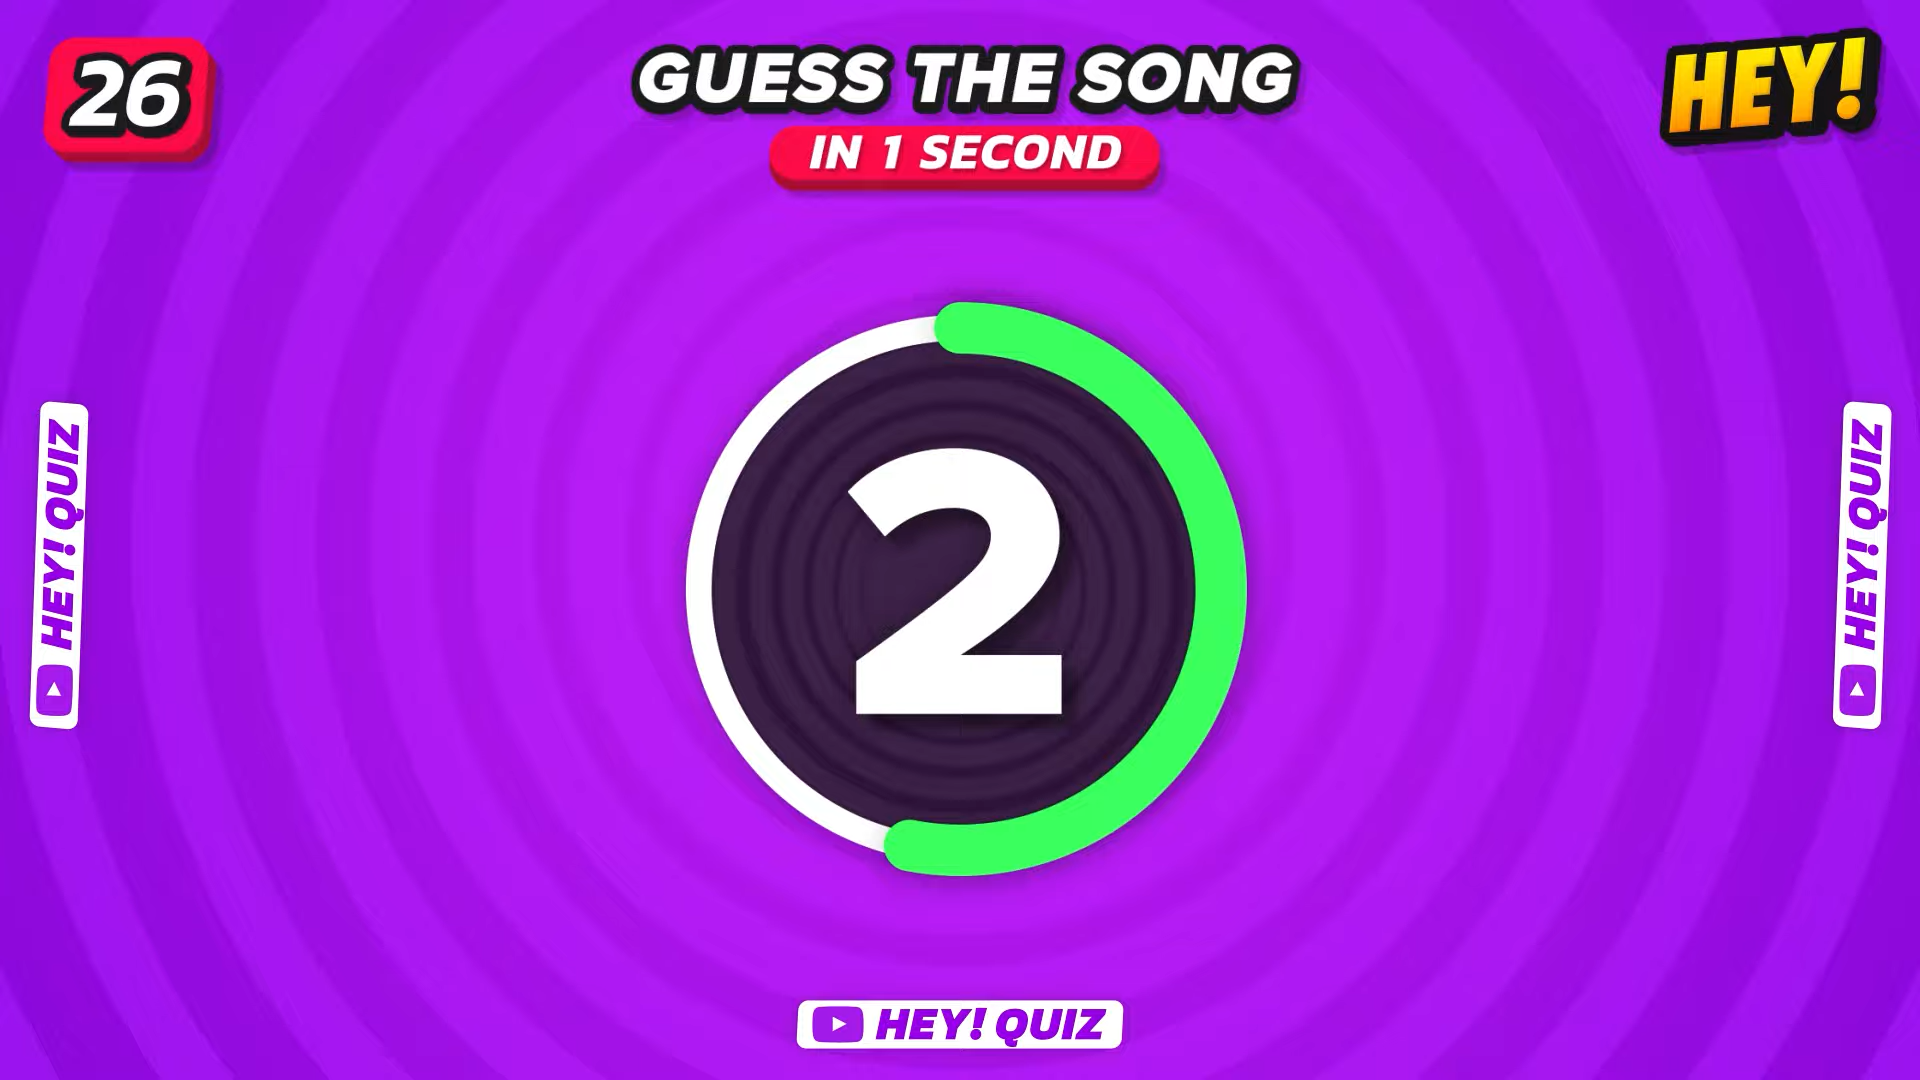 26
GUESS THE SONG
IN 1 SECOND
HEY!
HEY! QUIZ
2
HEY! QUIZ
HEY! QUIZ